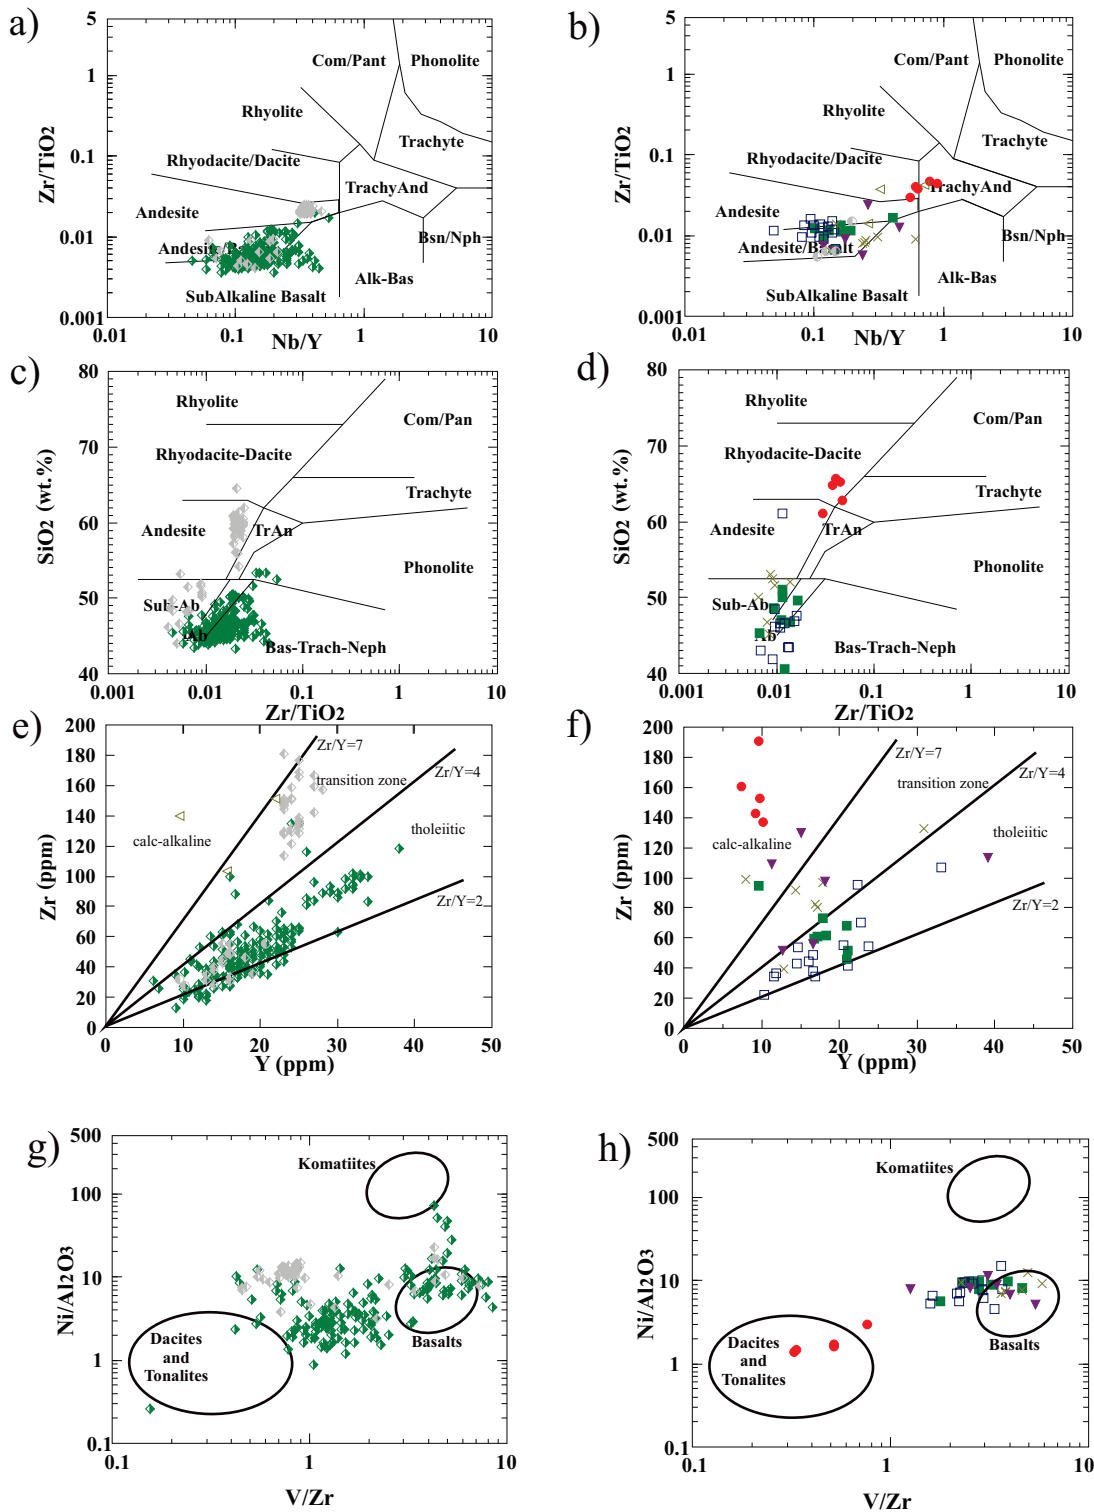 a)
5
1
0.1
0.01
0.001
Zr/TiO2
Com/Pant
Phonolite
Rhyolite
Trachyte
Rhyodacite/Dacite
TrachyAnd
Andesite
Andesite/Ba
Bsn/Nph
Alk-Bas
SubAlkaline Basalt
0.01
0.1
1
10
Nb/Y
b)
5
1
0.1
0.01
0.001
Zr/TiO2
Com/Pant
Phonolite
Rhyolite
Trachyte
Rhyodacite/Dacite
TrachyAnd
Andesite
Andesite/Basalt
Bsn/Nph
Alk-Bas
SubAlkaline Basalt
0.01
0.1
1
10
Nb/Y
c)
80
70
60
50
40
SiO2 (wt.%)
Rhyolite
Com/Pan
Rhyodacite-Dacite
Trachyte
Andesite
TrAn
Phonolite
Sub-Ab
Ab
Bas-Trach-Neph
0.001
0.01
0.1
1
10
Zr/TiO2
d)
80
70
60
50
40
SiO2 (wt.%)
Rhyolite
Com/Pan
Rhyodacite-Dacite
Trachyte
Andesite
TrAn
Phonolite
Sub-Ab
Ab
Bas-Trach-Neph
0.001
0.01
0.1
1
10
Zr/TiO2
e)
200
180
160
140
120
100
80
60
40
20
0
Zr (ppm)
Zr/Y=7
Zr/Y=4
transition zone
calc-alkaline
tholeiitic
Zr/Y=2
0
10
20
30
40
50
Y (ppm)
f)
200
180
160
140
120
100
80
60
40
20
0
Zr (ppm)
Zr/Y=7
Zr/Y=4
transition zone
calc-alkaline
tholeiitic
Zr/Y=2
0
10
20
30
40
50
Y (ppm)
g)
500
100
10
1
0.1
Ni/Al2O3
Komatiites
Basalts
Dacites
and
Tonalites
0.1
1
10
V/Zr
h)
500
100
10
1
0.1
Ni/Al2O3
Komatiites
Basalts
Dacites
and
Tonalites
0.1
1
10
V/Zr